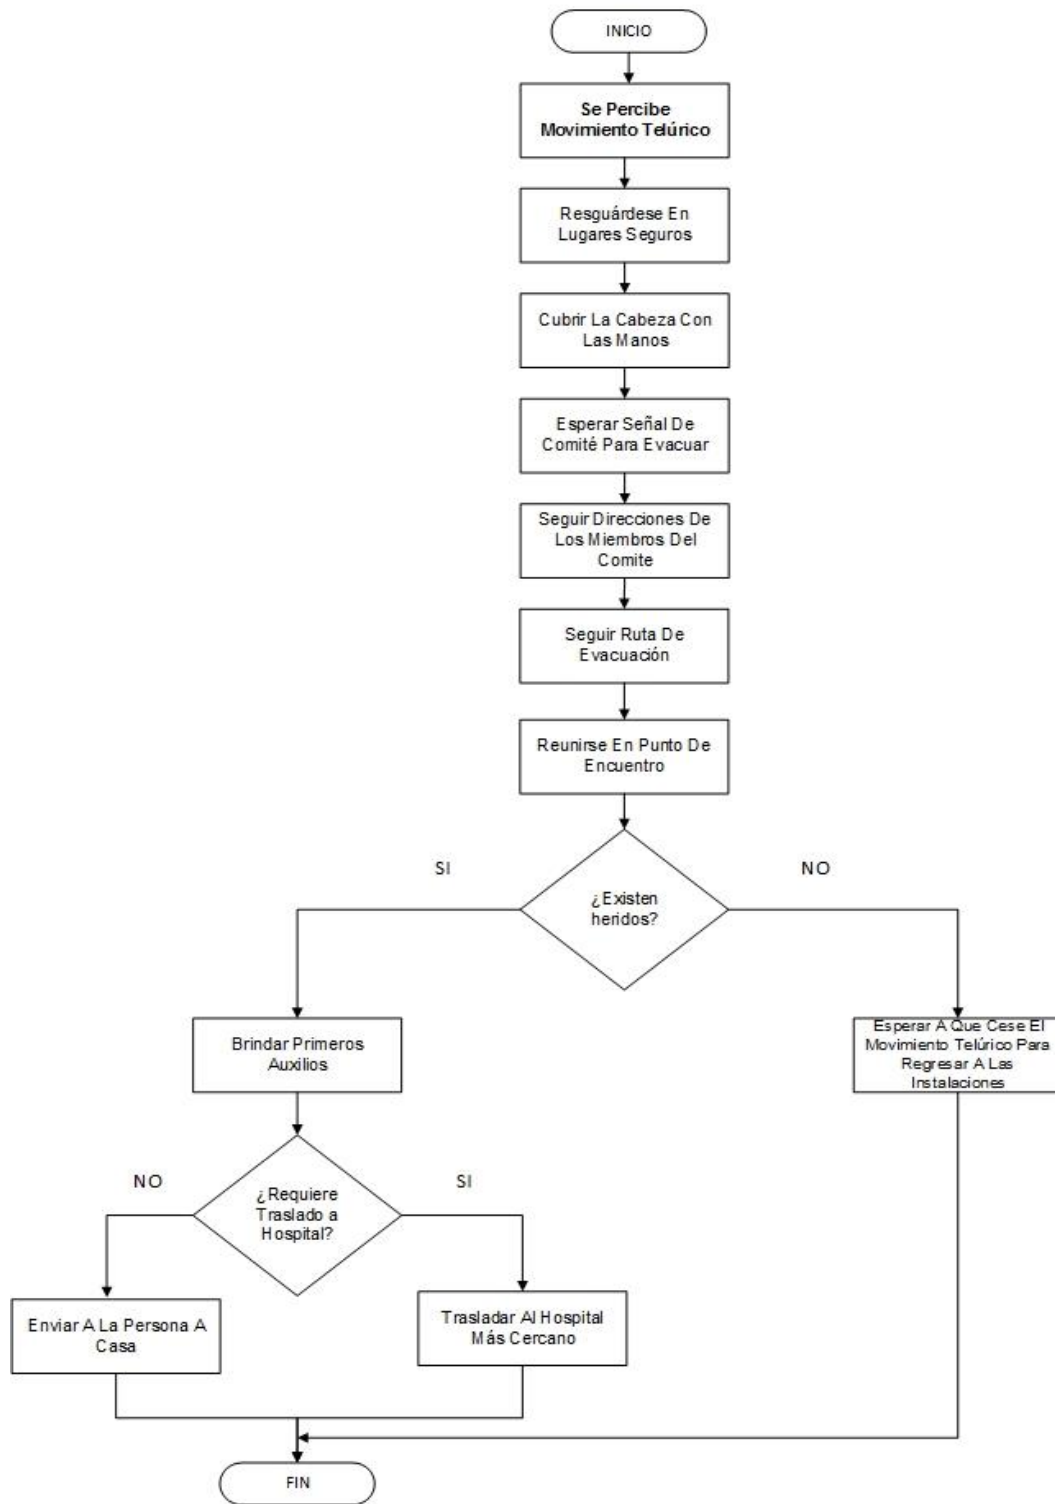 INICIO
Se Percibe
Movimiento Telúrico
Resguárdese En
Lugares Seguros
Cubrir La Cabeza Con
Las Manos
Esperar Señal De
Comité Para Evacuar
Seguir Direcciones De
Los Miembros Del
Comite
Seguir Ruta De
Evacuación
Reunirse En Punto De
Encuentro
SI
NO
¿Existen
heridos?
Brindar Primeros
Auxilios
Esperar A Que Cese El
Movimiento Telúrico Para
Regresar A Las
Instalaciones
NO
SI
¿Requiere
Traslado a
Hospital?
Enviar A La Persona A
Casa
Trasladar Al Hospital
Más Cercano
FIN